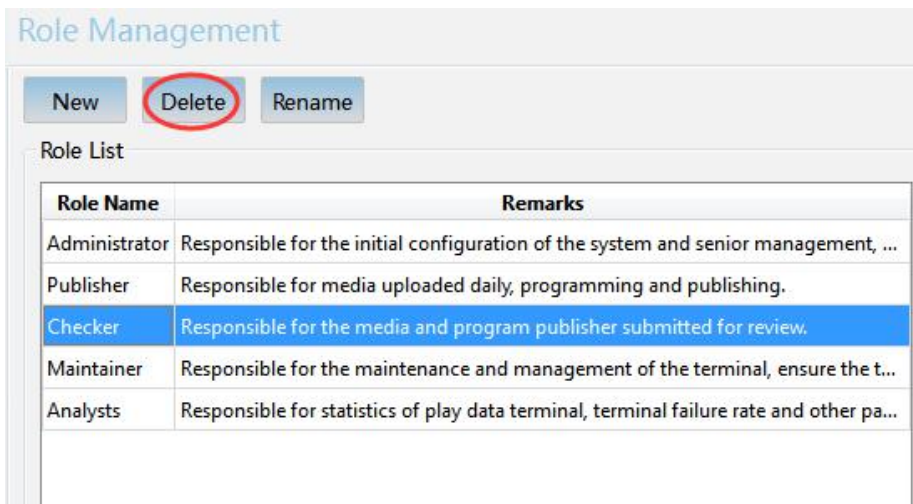 Role Management
New Delete Rename
Role List
Role Name Remarks
Administrator Responsible for the initial configuration of the system and senior management, ...
Publisher Responsible for media uploaded daily, programming and publishing.
Checker Responsible for the media and program publisher submitted for review.
Maintainer Responsible for the maintenance and management of the terminal, ensure the t...
Analysts Responsible for statistics of play data terminal, terminal failure rate and other pa...